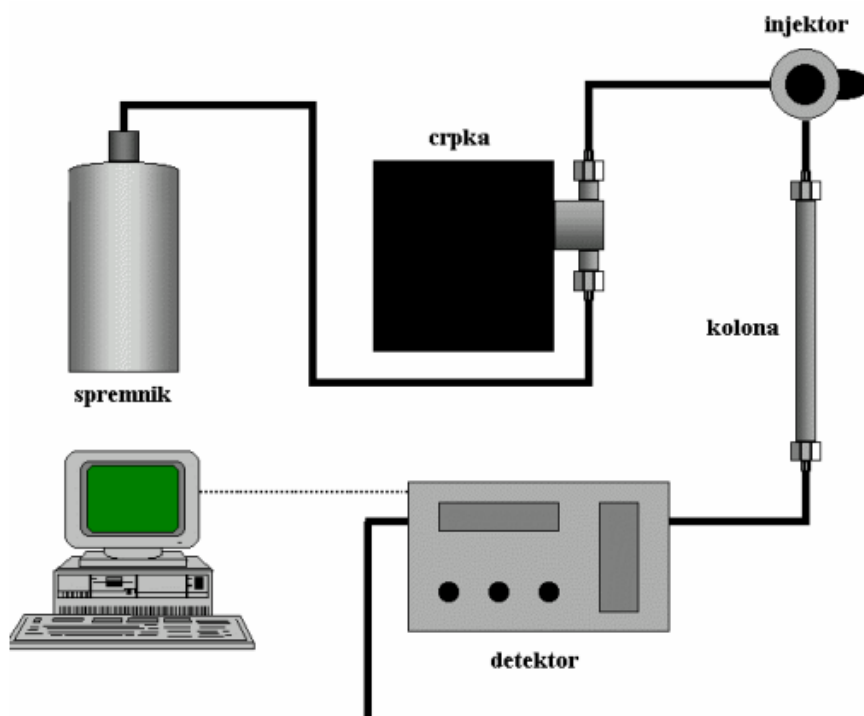 injektor
crpka
kolona
spremnik
detektor